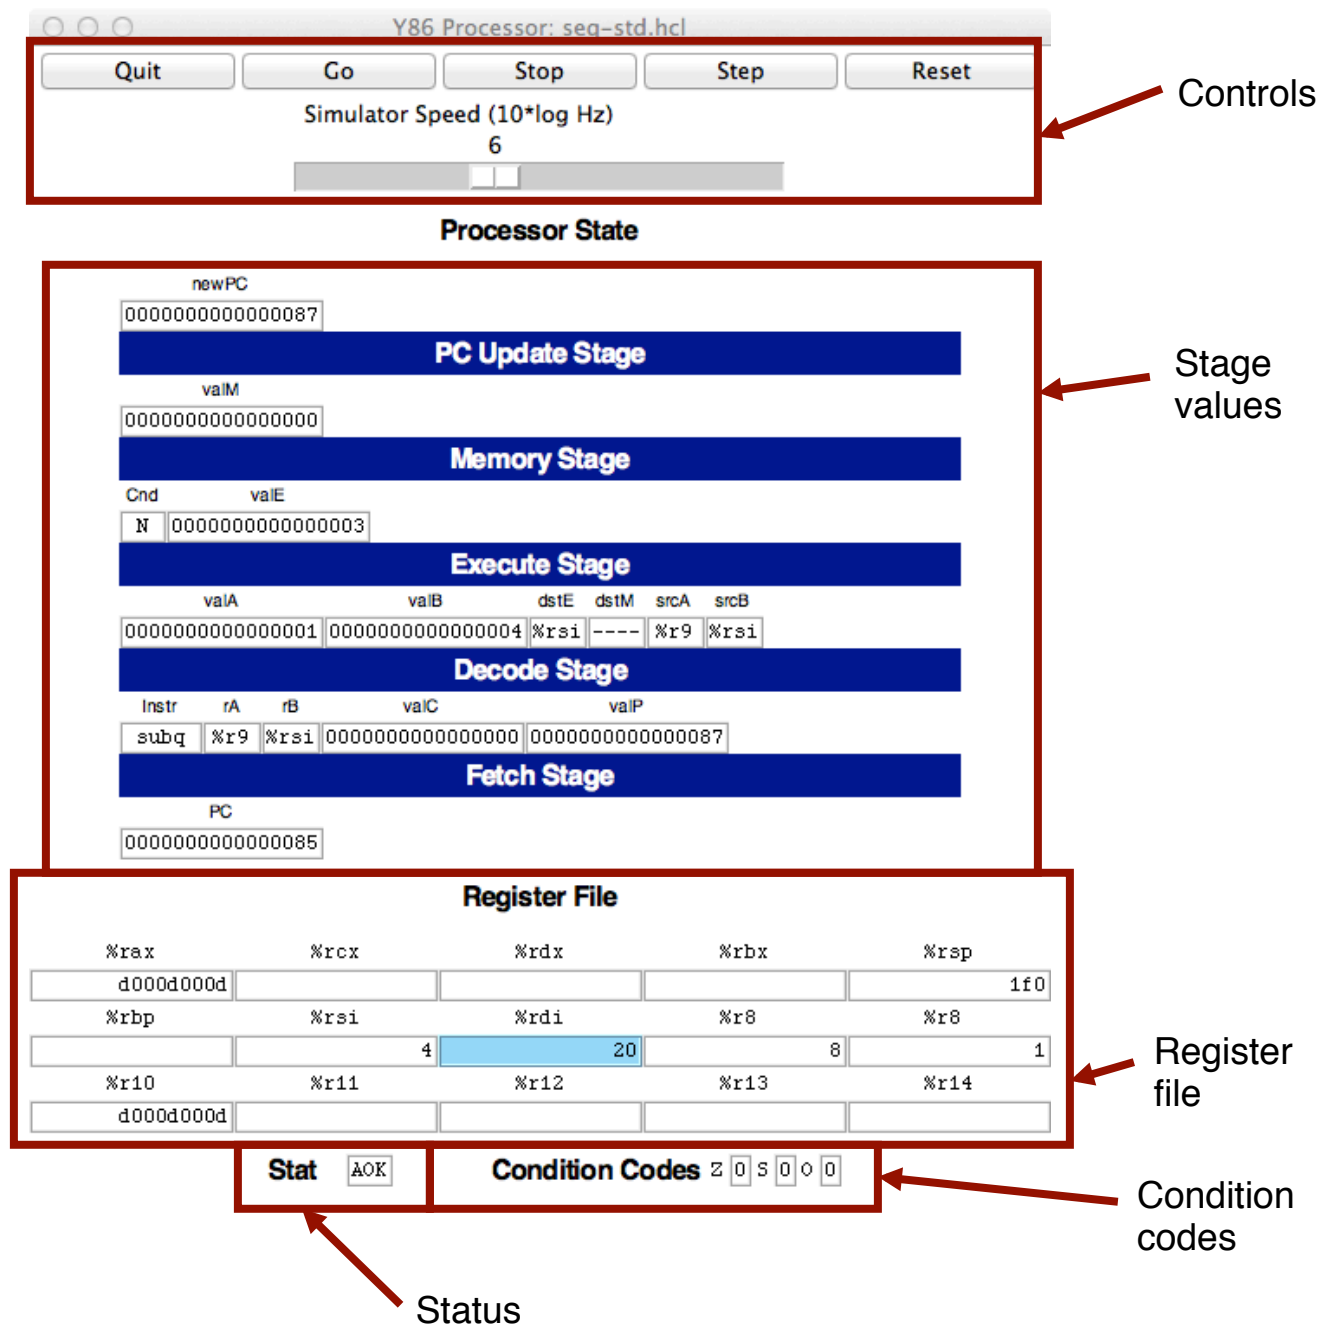 Y86 Processor: seq-std.hcl
Quit Go Stop Step Reset
Controls
Simulator Speed (10*log Hz)
6
Processor State
newPC
0000000000000087
PC Update Stage
Stage
values
valM
0000000000000000
Memory Stage
Cnd valE
N 0000000000000003
Execute Stage
valA valB dstE dstM srcA srcB
0000000000000001 0000000000000004 %rsi ---- %r9 %rsi
Decode Stage
Instr rA rB valC valP
subq %r9 %rsi 0000000000000000 0000000000000087
Fetch Stage
PC
0000000000000085
Register File
%rax %rcx %rdx %rbx %rsp
d000d000d 1f0
%rbp %rsi %rdi %r8 %r8
4 20 8 1
Register
file
%r10 %r11 %r12 %r13 %r14
d000d000d
Stat AOK Condition Codes Z 0 S 0 O 0
Condition
codes
Status